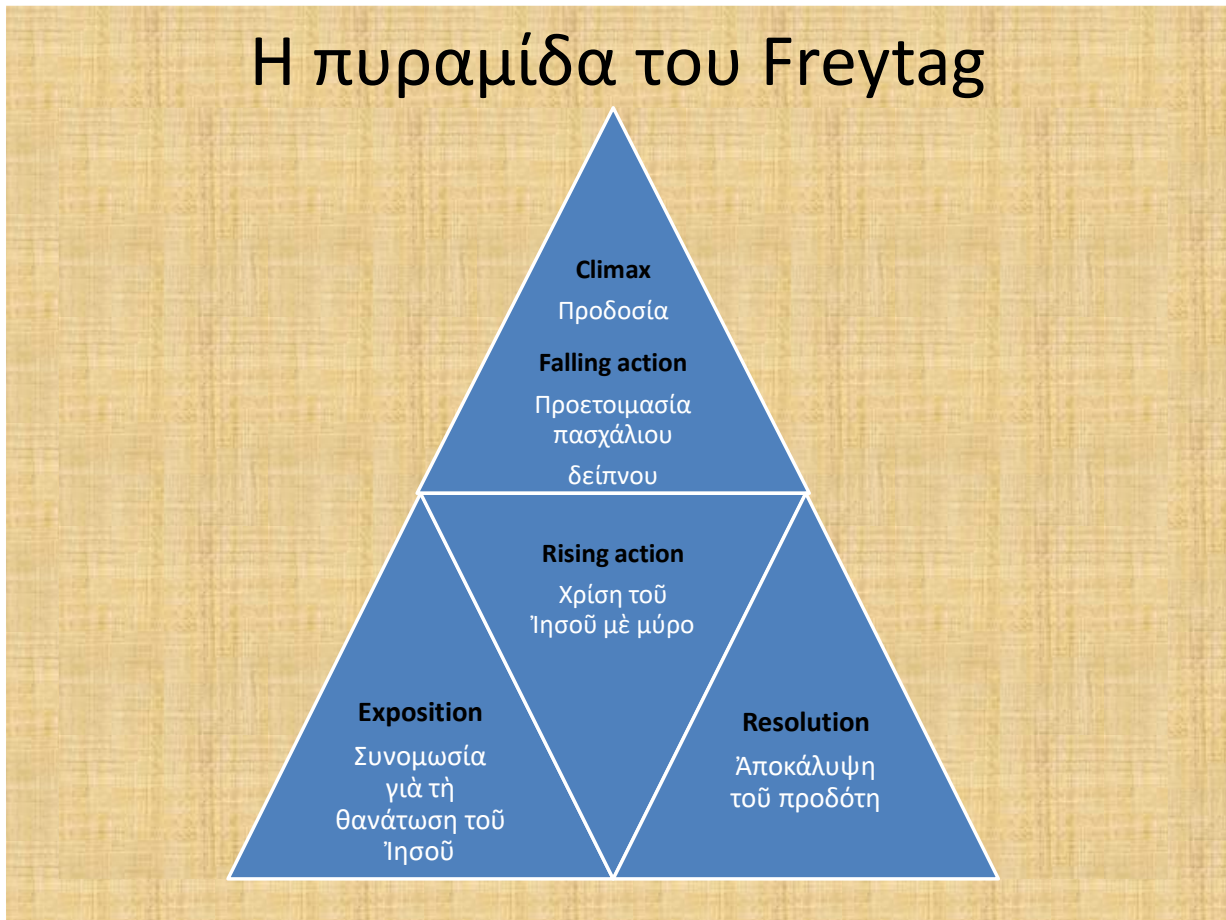 Η πυραμίδα του Freytag
Climax
Προδοσία
Falling action
Προετοιμασία
πασχάλιου
δείπνου
Rising action
Χρίση τοῦ
Ἰησοῦ μὲ μύρο
Exposition
Συνομωσία
γιὰ τὴ
θανάτωση τοῦ
Ἰησοῦ
Resolution
Ἀποκάλυψη
τοῦ προδότη